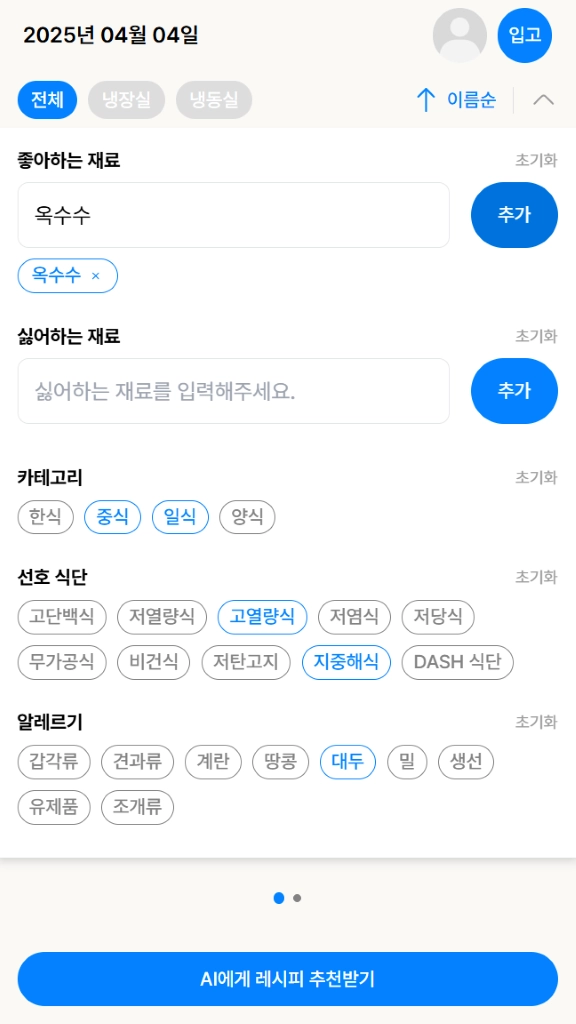 2025년 04월 04일 입고
전체 냉장실 냉동실 ↑ 이름순
좋아하는 재료 초기화
옥수수 추가
옥수수 ×
싫어하는 재료 초기화
싫어하는 재료를 입력해주세요. 추가
카테고리 초기화
한식 중식 일식 양식
선호 식단 초기화
고단백식 저열량식 고열량식 저염식 저당식
무가공식 비건식 저탄고지 지중해식 DASH 식단
알레르기 초기화
갑각류 견과류 계란 땅콩 대두 밀 생선
유제품 조개류
AI에게 레시피 추천받기